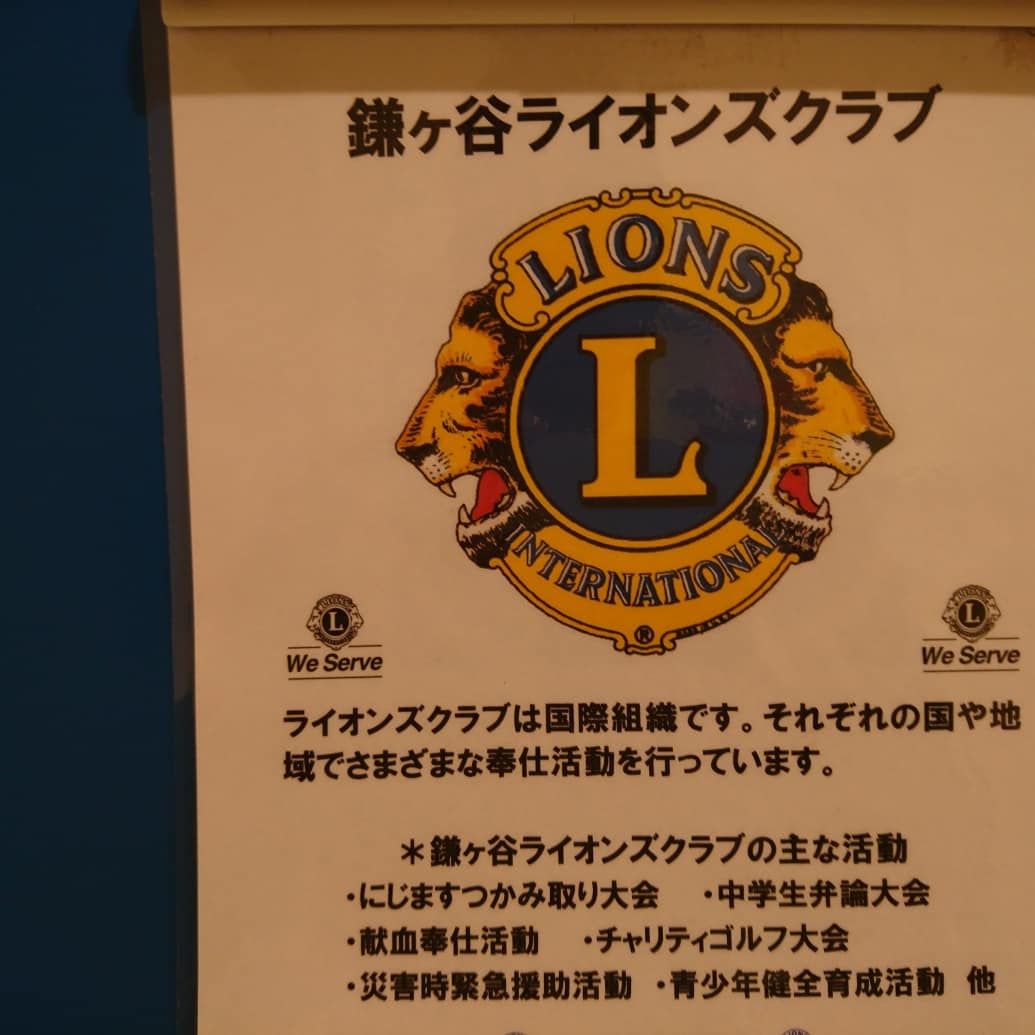 鎌ヶ谷ライオンズクラブ
LIONS
L
INTERNATIONAL
®
L
We Serve
L
We Serve
ライオンズクラブは国際組織です。それぞれの国や地
域でさまざまな奉仕活動を行っています。
＊鎌ヶ谷ライオンズクラブの主な活動
・にじますつかみ取り大会　・中学生弁論大会
・献血奉仕活動　・チャリティゴルフ大会
・災害時緊急援助活動　・青少年健全育成活動　他